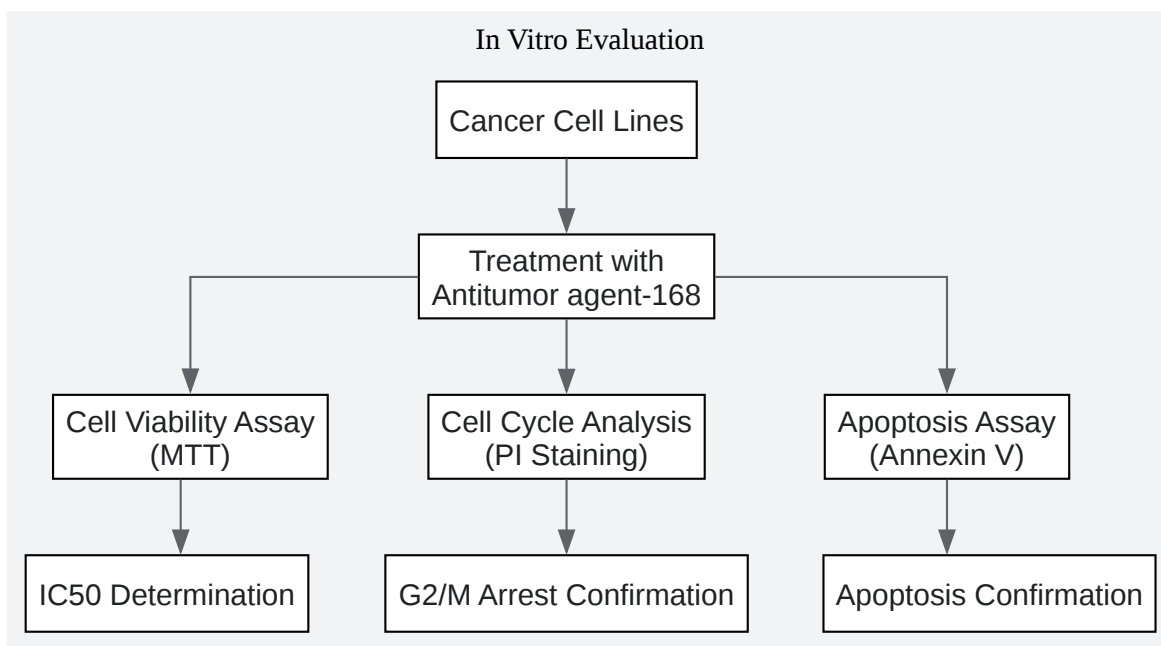 In Vitro Evaluation
Cancer Cell Lines
Treatment with
Antitumor agent-168
Cell Viability Assay
(MTT)
Cell Cycle Analysis
(PI Staining)
Apoptosis Assay
(Annexin V)
IC50 Determination
G2/M Arrest Confirmation
Apoptosis Confirmation